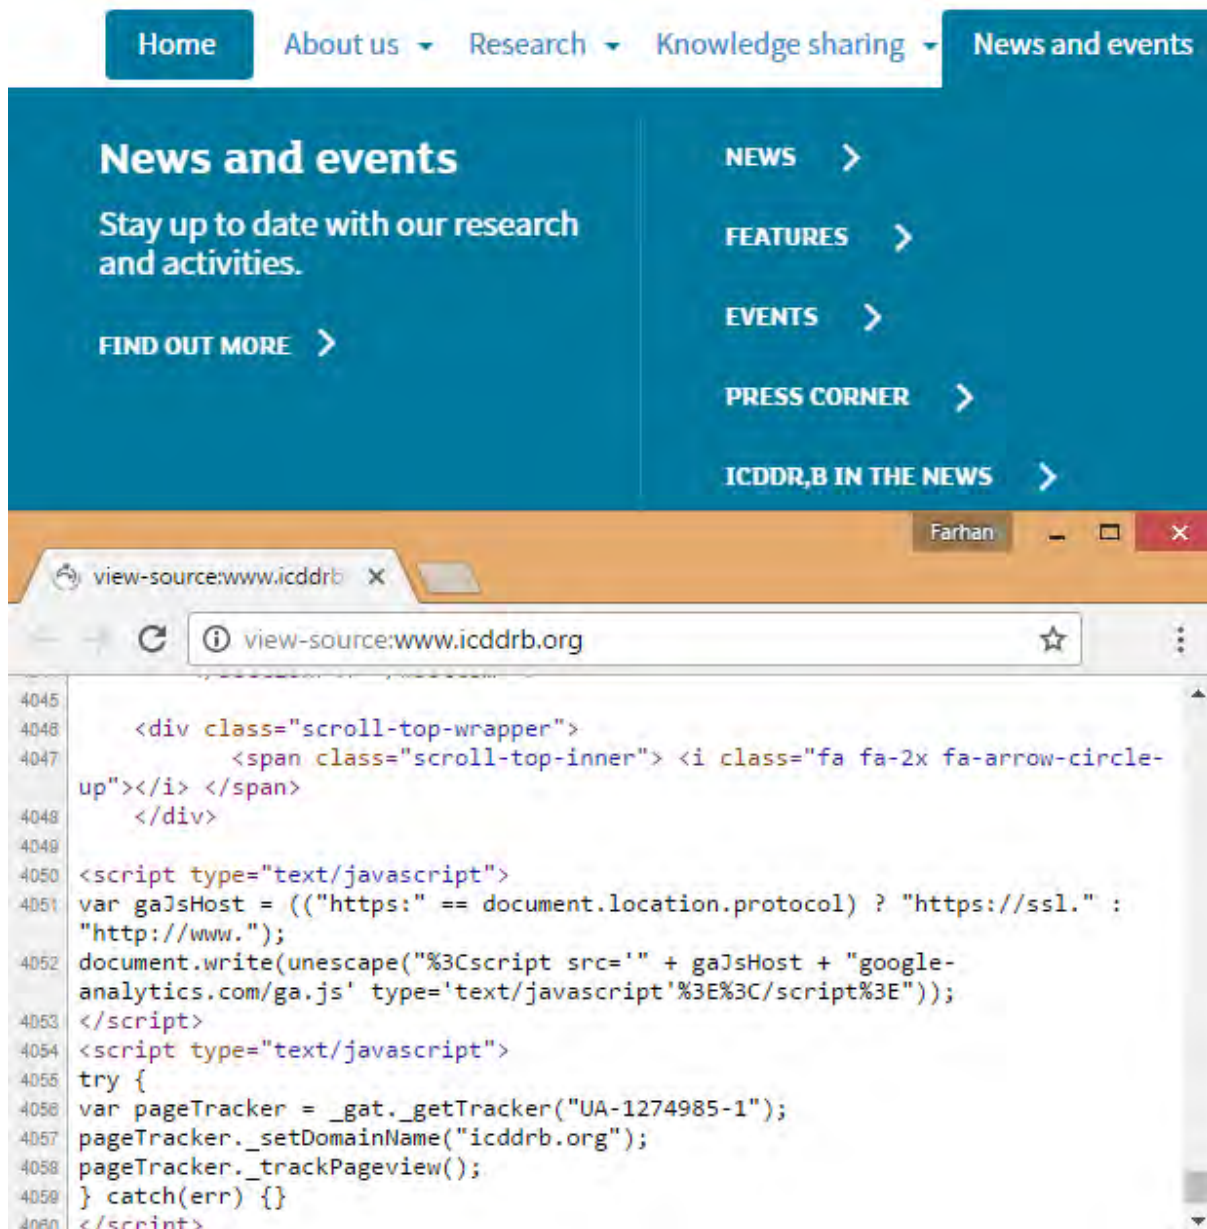 Home About us Research Knowledge sharing News and events
News and events
Stay up to date with our research
and activities.
FIND OUT MORE
NEWS
FEATURES
EVENTS
PRESS CORNER
ICDDR,B IN THE NEWS
Farhan
view-source:www.icddrb
view-source:www.icddrb.org
4045
4046 <div class="scroll-top-wrapper">
4047 <span class="scroll-top-inner"> <i class="fa fa-2x fa-arrow-circle-
up"></i> </span>
4048 </div>
4049
4050 <script type="text/javascript">
4051 var gaJsHost = (("https:" == document.location.protocol) ? "https://ssl." :
"http://www.");
4052 document.write(unescape("%3Cscript src='" + gaJsHost + "google-
analytics.com/ga.js' type='text/javascript'%3E%3C/script%3E"));
4053 </script>
4054 <script type="text/javascript">
4055 try {
4056 var pageTracker = _gat._getTracker("UA-1274985-1");
4057 pageTracker._setDomainName("icddrb.org");
4058 pageTracker._trackPageview();
4059 } catch(err) {}
4060 </script>